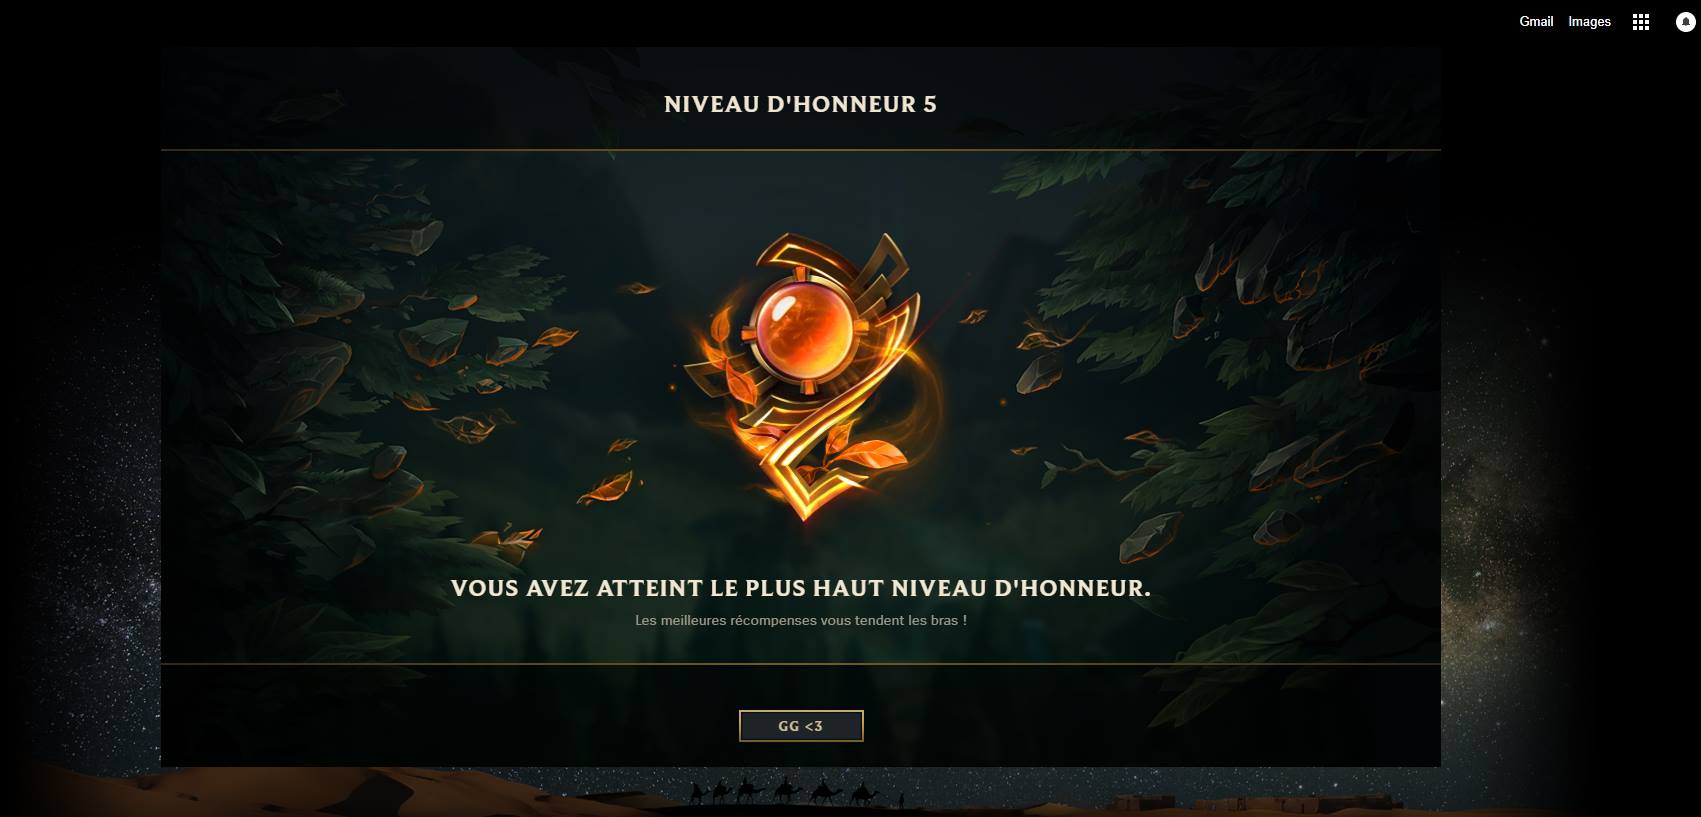 Gmail Images
NIVEAU D'HONNEUR 5
VOUS AVEZ ATTEINT LE PLUS HAUT NIVEAU D'HONNEUR.
Les meilleures récompenses vous tendent les bras !
GG <3